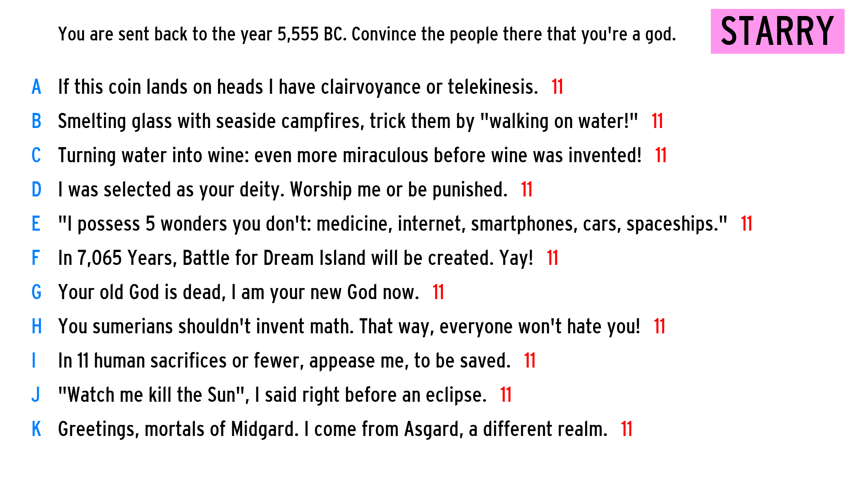 You are sent back to the year 5,555 BC. Convince the people there that you're a god.
STARRY
A If this coin lands on heads I have clairvoyance or telekinesis. 11
B Smelting glass with seaside campfires, trick them by "walking on water!" 11
C Turning water into wine: even more miraculous before wine was invented! 11
D I was selected as your deity. Worship me or be punished. 11
E "I possess 5 wonders you don't: medicine, internet, smartphones, cars, spaceships." 11
F In 7,065 Years, Battle for Dream Island will be created. Yay! 11
G Your old God is dead, I am your new God now. 11
H You sumerians shouldn't invent math. That way, everyone won't hate you! 11
I In 11 human sacrifices or fewer, appease me, to be saved. 11
J "Watch me kill the Sun", I said right before an eclipse. 11
K Greetings, mortals of Midgard. I come from Asgard, a different realm. 11